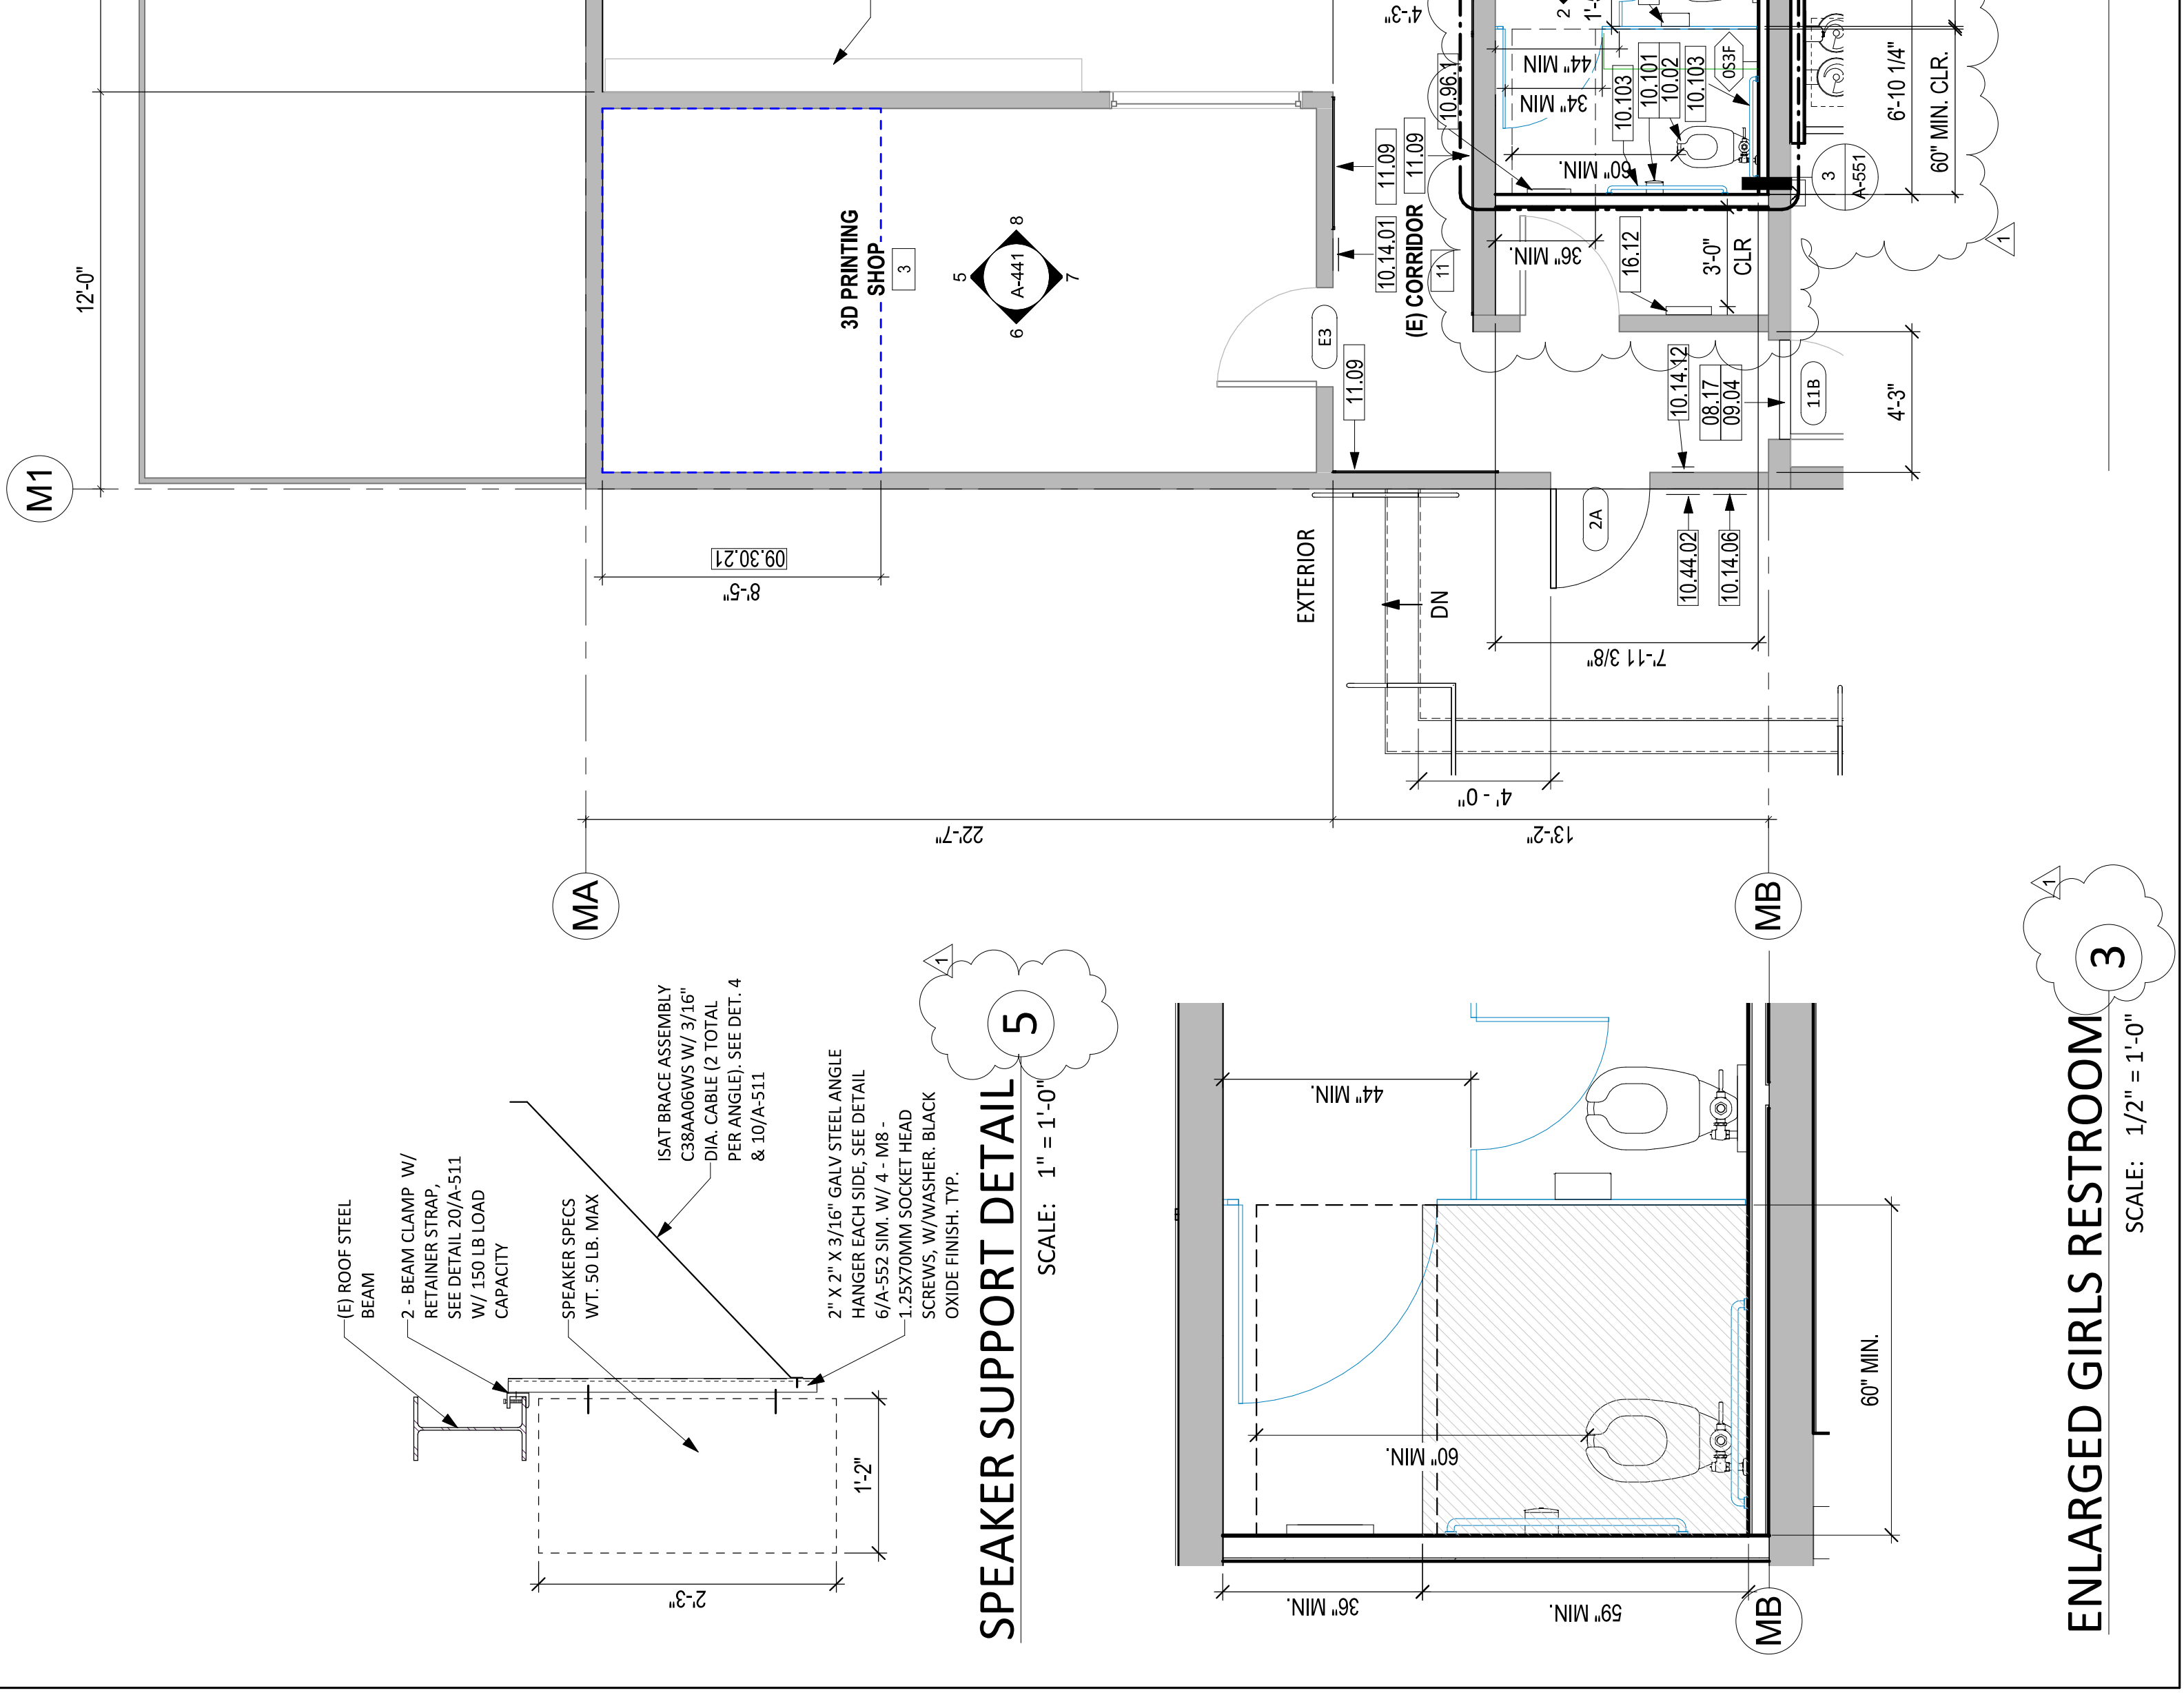 M1
12'-0"
3D PRINTING
SHOP
3
5
6
7
8
A-441
09.30.21
8'-5"
E3
11.09
11.09
11.09
10.14.01
(E) CORRIDOR
11
EXTERIOR
DN
2A
10.44.02
10.14.06
10.14.12
08.17
09.04
11B
4'-3"
7'-11 3/8"
4' - 0"
22'-7"
13'-2"
MA
MB
4'-3"
10.96.1
44" MIN
34" MIN
60" MIN.
36" MIN
10.103
10.101
10.02
10.103
OS3F
2
16.12
3'-0"
CLR
3
A-551
6'-10 1/4"
60" MIN. CLR.
1
(E) ROOF STEEL
BEAM
2 - BEAM CLAMP W/
RETAINER STRAP,
SEE DETAIL 20/A-511
W/ 150 LB LOAD
CAPACITY
SPEAKER SPECS
WT. 50 LB. MAX
ISAT BRACE ASSEMBLY
C38AA06WS W/ 3/16"
DIA. CABLE (2 TOTAL
PER ANGLE). SEE DET. 4
& 10/A-511
2" X 2" X 3/16" GALV STEEL ANGLE
HANGER EACH SIDE, SEE DETAIL
6/A-552 SIM. W/ 4 - M8 -
1.25X70MM SOCKET HEAD
SCREWS, W/WASHER. BLACK
OXIDE FINISH. TYP.
2'-3"
1'-2"
SPEAKER SUPPORT DETAIL
5
1
SCALE: 1" = 1'-0"
44" MIN.
60" MIN.
36" MIN.
59" MIN.
60" MIN.
MB
ENLARGED GIRLS RESTROOM
3
1
SCALE: 1/2" = 1'-0"